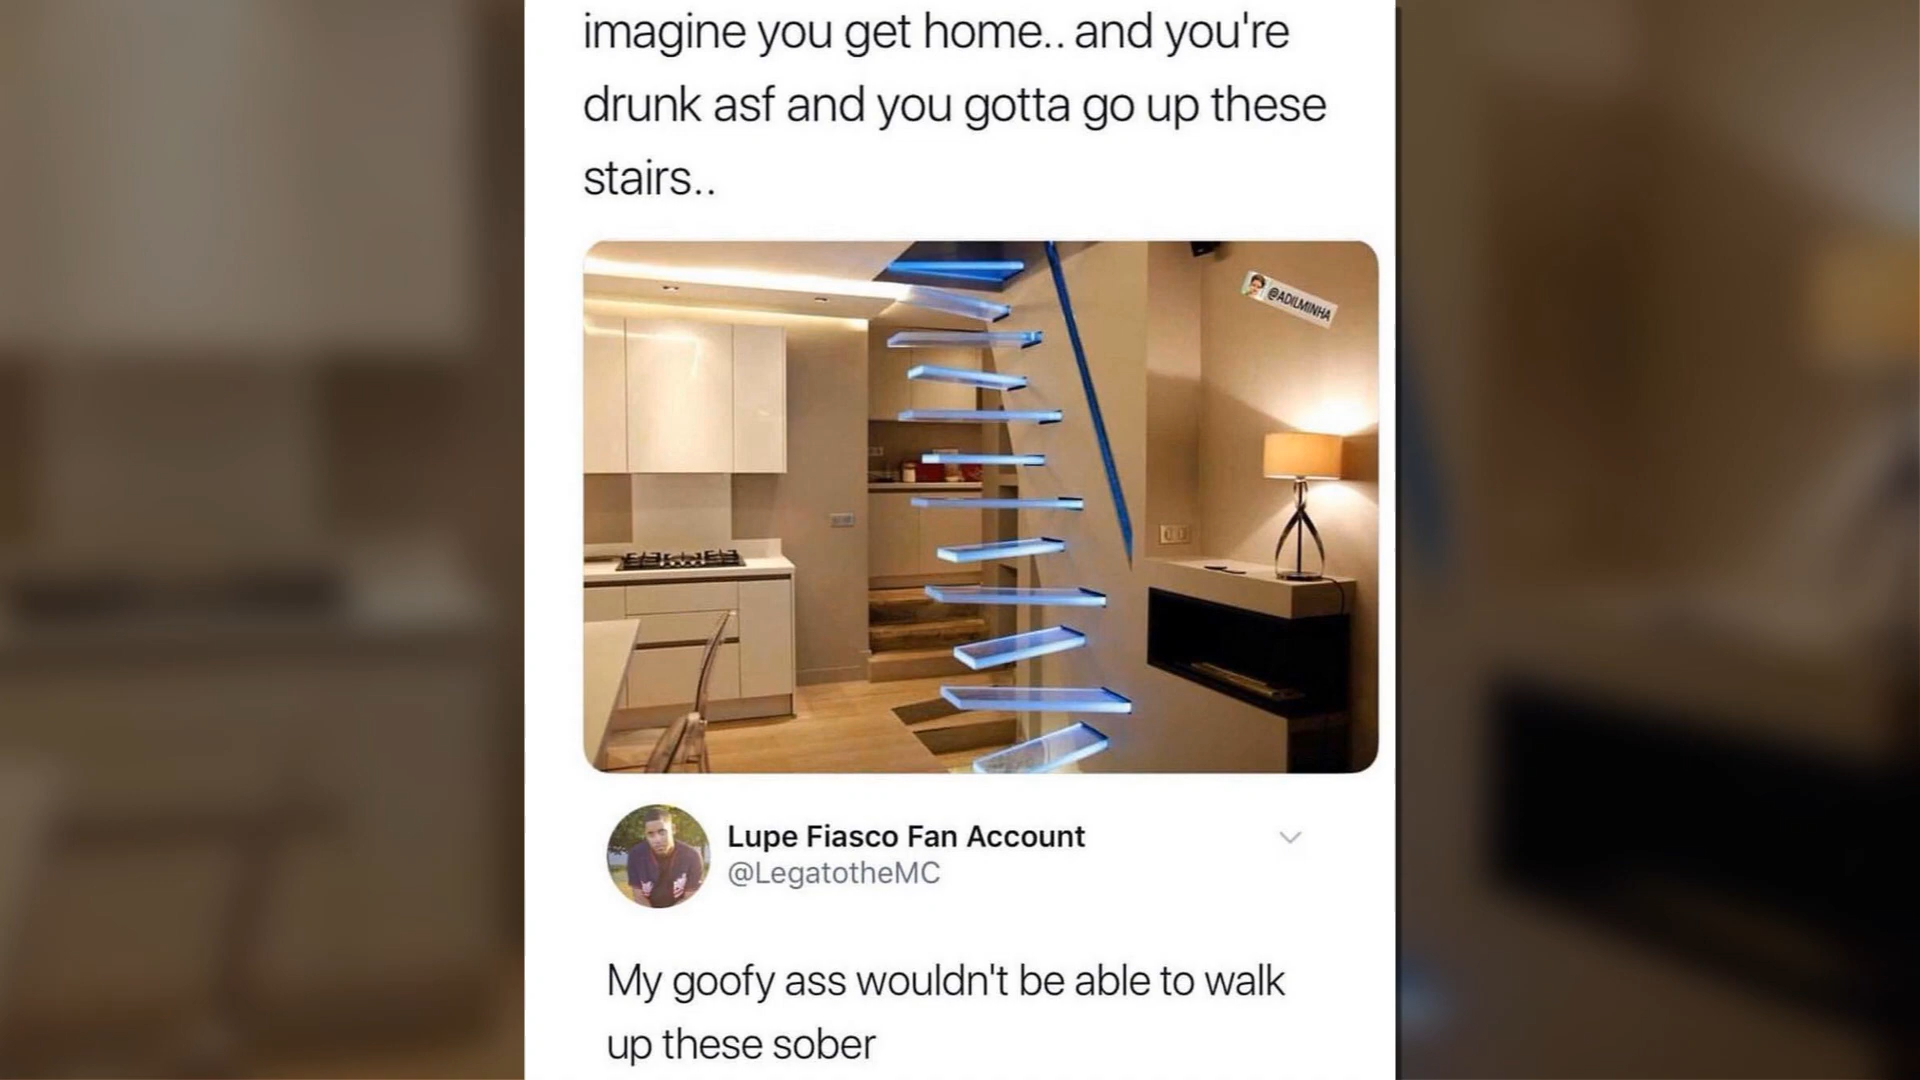 imagine you get home.. and you're
drunk asf and you gotta go up these
stairs..
@ADILMINHA
Lupe Fiasco Fan Account
@LegatotheMC
My goofy ass wouldn't be able to walk
up these sober